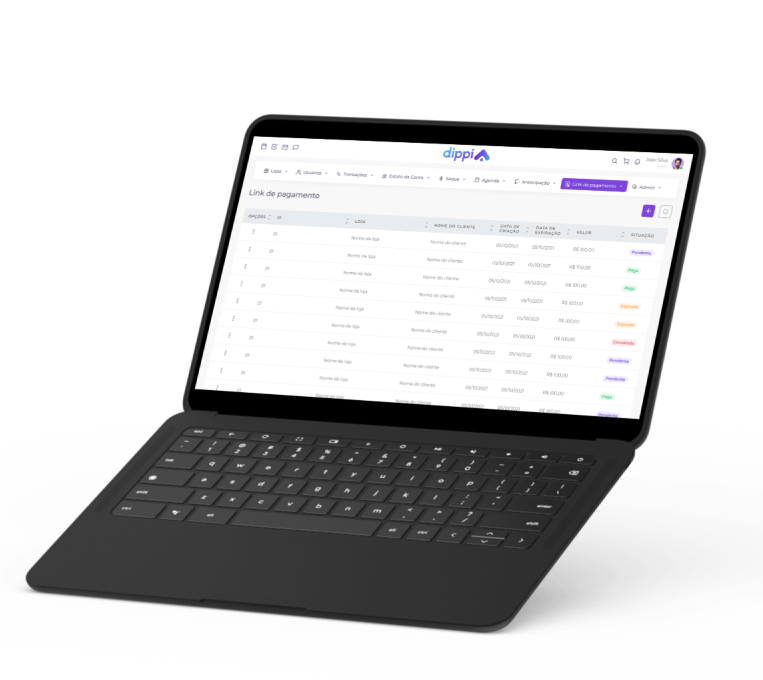 dippi
João Silva
Lojas
Usuários
Transações
Extrato da Conta
Saque
Agenda
Antecipação
Link de pagamento
Admin
Link de pagamento
OPÇÕES ID LOJA NOME DO CLIENTE DATA DE CRIAÇÃO DATA DE EXPIRAÇÃO VALOR SITUAÇÃO
01 Nome da loja Nome do cliente 05/10/2021 05/10/2021 R$ 100,00 Pendente
01 Nome da loja Nome do cliente 05/10/2021 05/10/2021 R$ 100,00 Pago
01 Nome da loja Nome do cliente 05/10/2021 05/10/2021 R$ 100,00 Pago
01 Nome da loja Nome do cliente 05/10/2021 05/10/2021 R$ 100,00 Expirado
01 Nome da loja Nome do cliente 05/10/2021 05/10/2021 R$ 100,00 Expirado
01 Nome da loja Nome do cliente 05/10/2021 05/10/2021 R$ 100,00 Cancelado
01 Nome da loja Nome do cliente 05/10/2021 05/10/2021 R$ 100,00 Pendente
01 Nome da loja Nome do cliente 05/10/2021 05/10/2021 R$ 100,00 Pendente
01 Nome da loja Nome do cliente 05/10/2021 05/10/2021 R$ 100,00 Pago
01 Nome da loja Nome do cliente 05/10/2021 05/10/2021 R$ 100,00 Pendente
esc
tab q w e r t y u i o p
a s d f g h j k l enter
shift z x c v b n m shift
ctrl alt alt ctrl